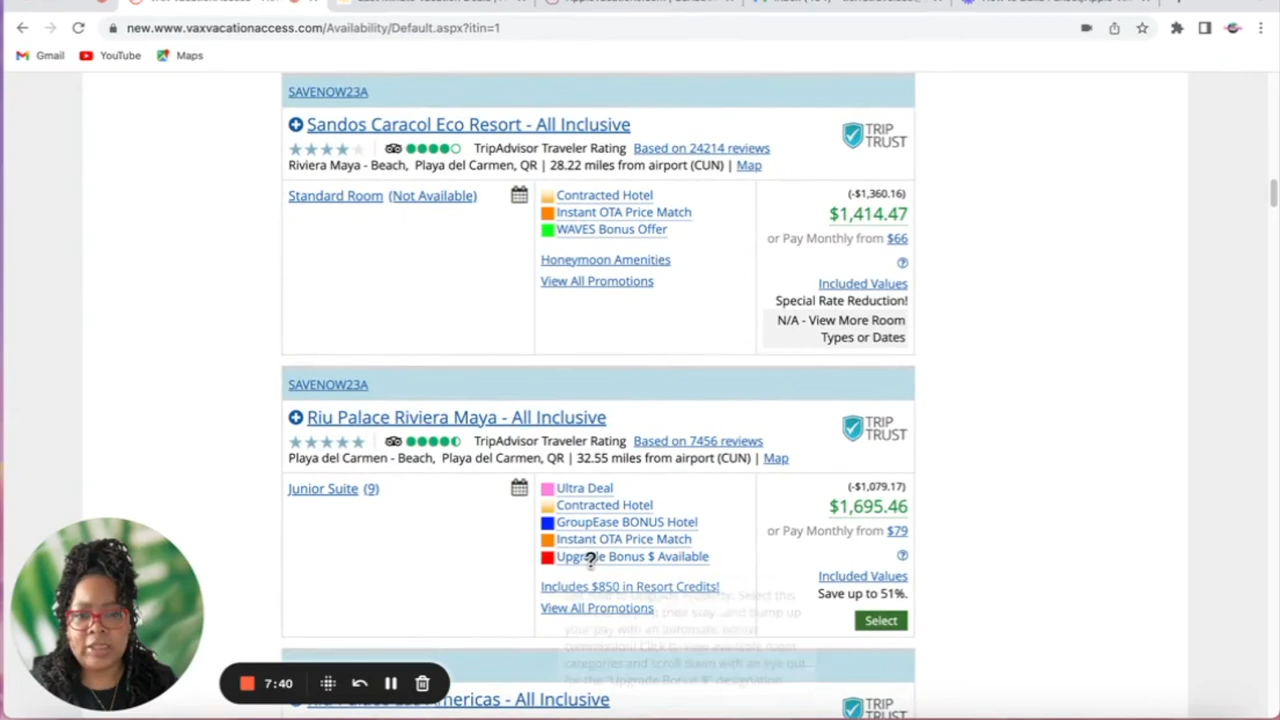 new.www.vaxvacationaccess.com/Availability/Default.aspx?itin=1
Gmail YouTube Maps
SAVENOW23A
Sandos Caracol Eco Resort - All Inclusive
TRIP TRUST
TripAdvisor Traveler Rating Based on 24214 reviews
Riviera Maya - Beach, Playa del Carmen, QR | 28.22 miles from airport (CUN) | Map
Standard Room (Not Available)
Contracted Hotel
Instant OTA Price Match
WAVES Bonus Offer
Honeymoon Amenities
View All Promotions
(-$1,360.16)
$1,414.47
or Pay Monthly from $66
Included Values
Special Rate Reduction!
N/A - View More Room
Types or Dates
SAVENOW23A
Riu Palace Riviera Maya - All Inclusive
TRIP TRUST
TripAdvisor Traveler Rating Based on 7456 reviews
Playa del Carmen - Beach, Playa del Carmen, QR | 32.55 miles from airport (CUN) | Map
Junior Suite (9)
Ultra Deal
Contracted Hotel
GroupEase BONUS Hotel
Instant OTA Price Match
Upgrade Bonus $ Available
Includes $850 in Resort Credits!
View All Promotions
(-$1,079.17)
$1,695.46
or Pay Monthly from $79
Included Values
Save up to 51%.
Select
Americas - All Inclusive
TRIP
7:40